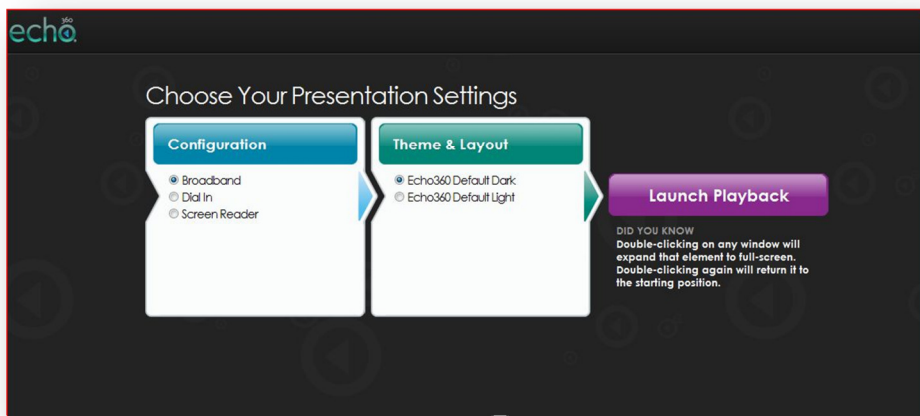 echo360
Choose Your Presentation Settings
Configuration
Broadband
Dial In
Screen Reader
Theme & Layout
Echo360 Default Dark
Echo360 Default Light
Launch Playback
DID YOU KNOW
Double-clicking on any window will
expand that element to full-screen.
Double-clicking again will return it to
the starting position.